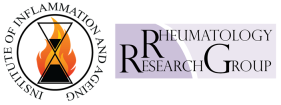 INSTITUTE OF INFLAMMATION AND AGEING
RHEUMATOLOGY
RESEARCH GROUP